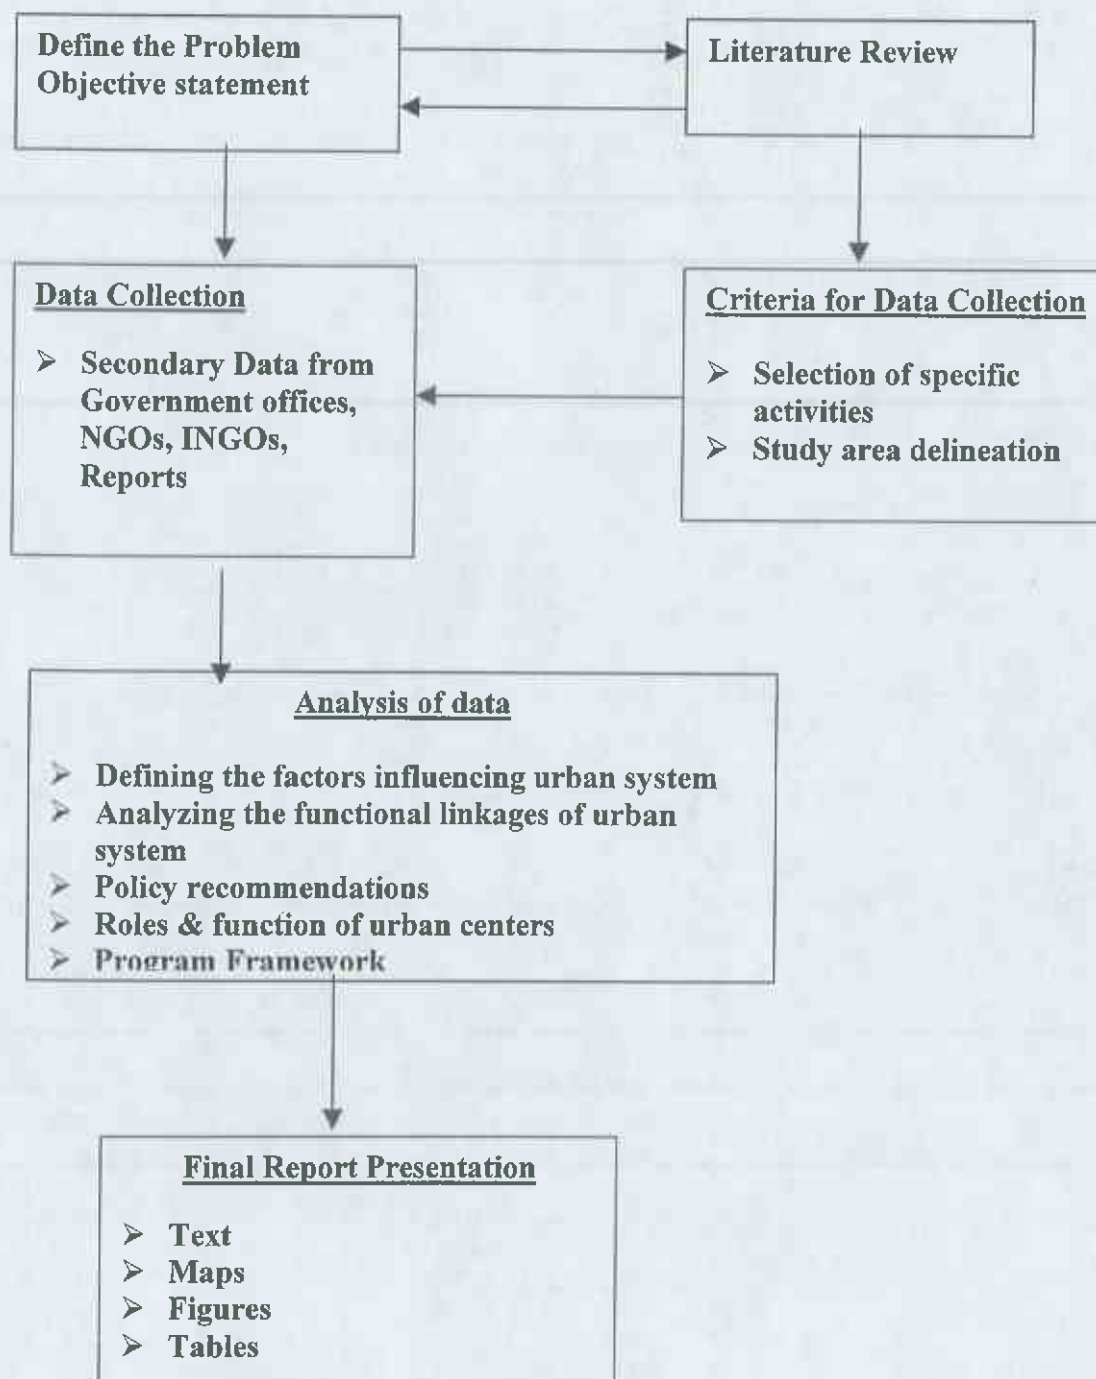 Define the Problem
Objective statement
Literature Review
Data Collection
➢ Secondary Data from
Government offices,
NGOs, INGOs,
Reports
Criteria for Data Collection
➢ Selection of specific
activities
➢ Study area delineation
Analysis of data
➢ Defining the factors influencing urban system
➢ Analyzing the functional linkages of urban
system
➢ Policy recommendations
➢ Roles & function of urban centers
➢ Program Framework
Final Report Presentation
➢ Text
➢ Maps
➢ Figures
➢ Tables